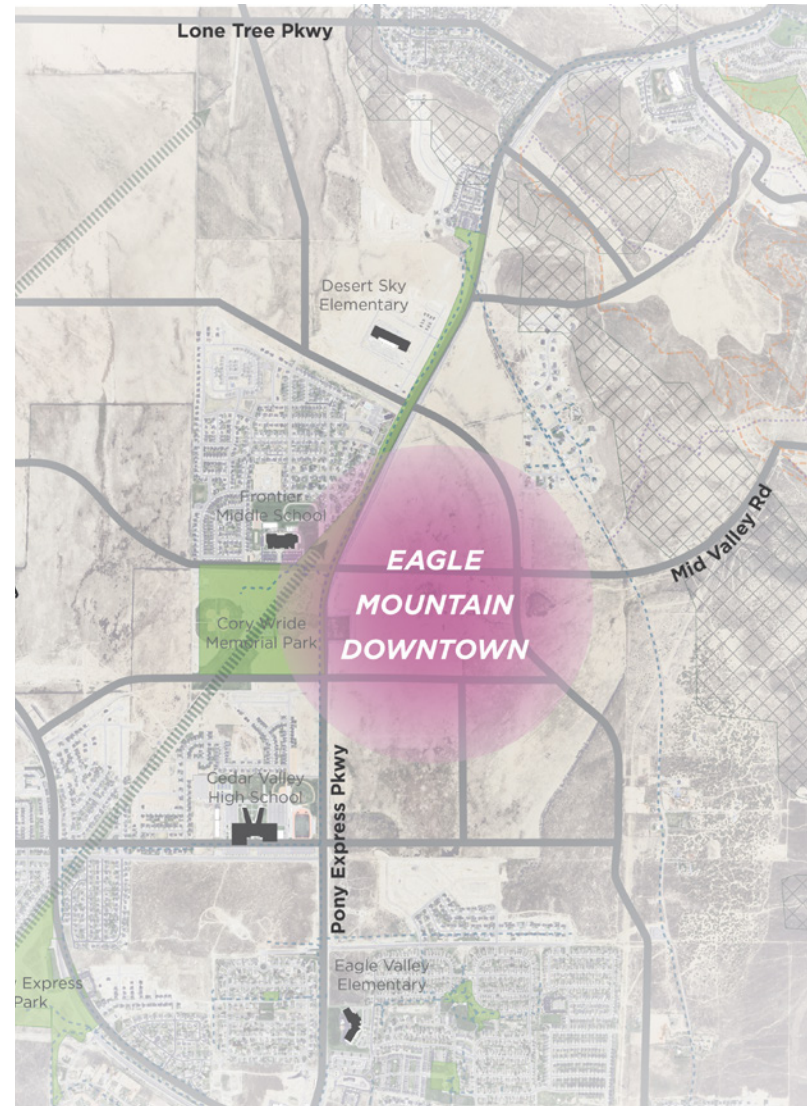 Lone Tree Pkwy
Desert Sky
Elementary
Frontier
Middle School
EAGLE
MOUNTAIN
DOWNTOWN
Mid Valley Rd
Cory Wride
Memorial Park
Cedar Valley
High School
Pony Express Pkwy
Eagle Valley
Elementary
Express
Park